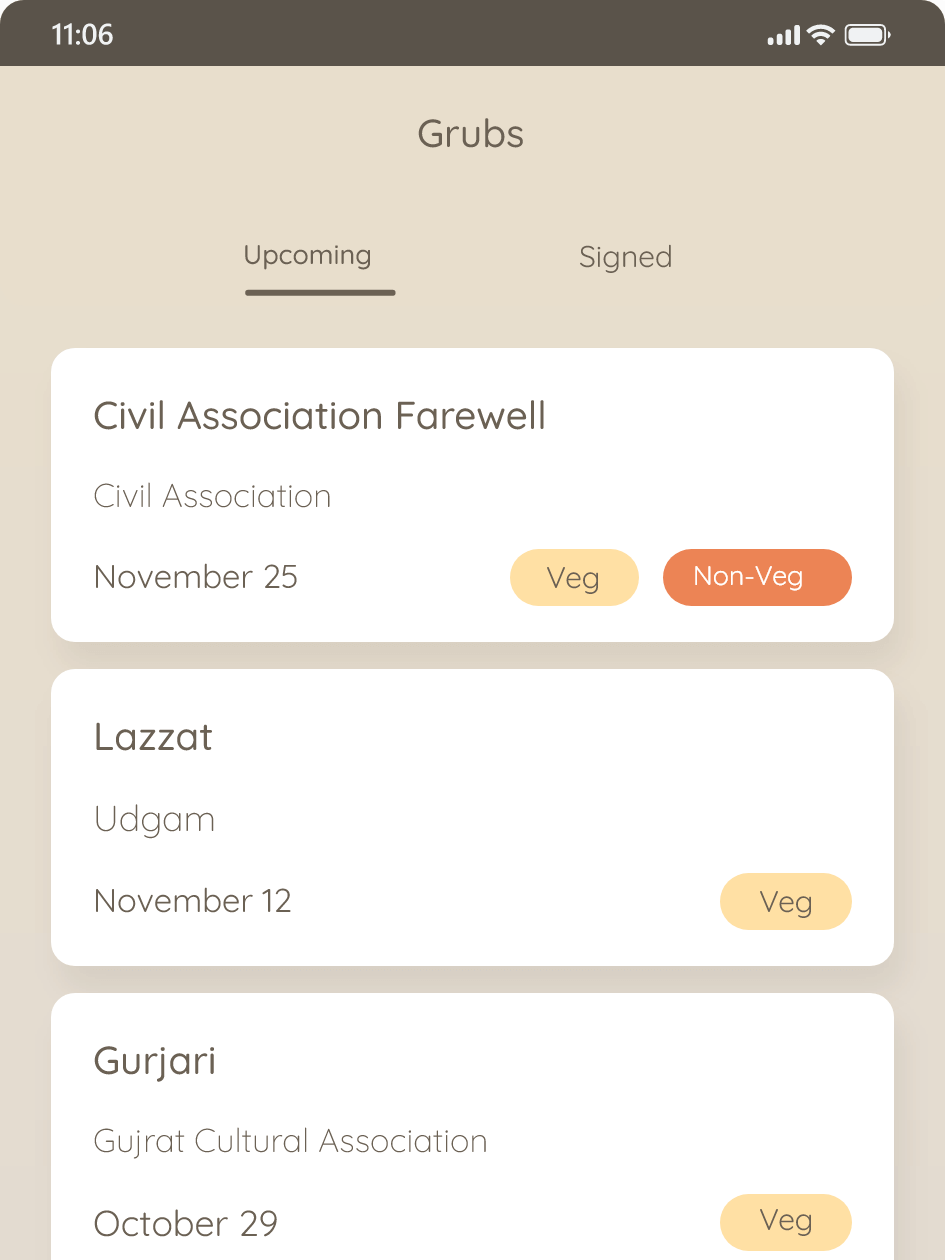 11:06
Grubs
Upcoming Signed
Civil Association Farewell
Civil Association
November 25 Veg Non-Veg
Lazzat
Udgam
November 12 Veg
Gurjari
Gujrat Cultural Association
October 29 Veg